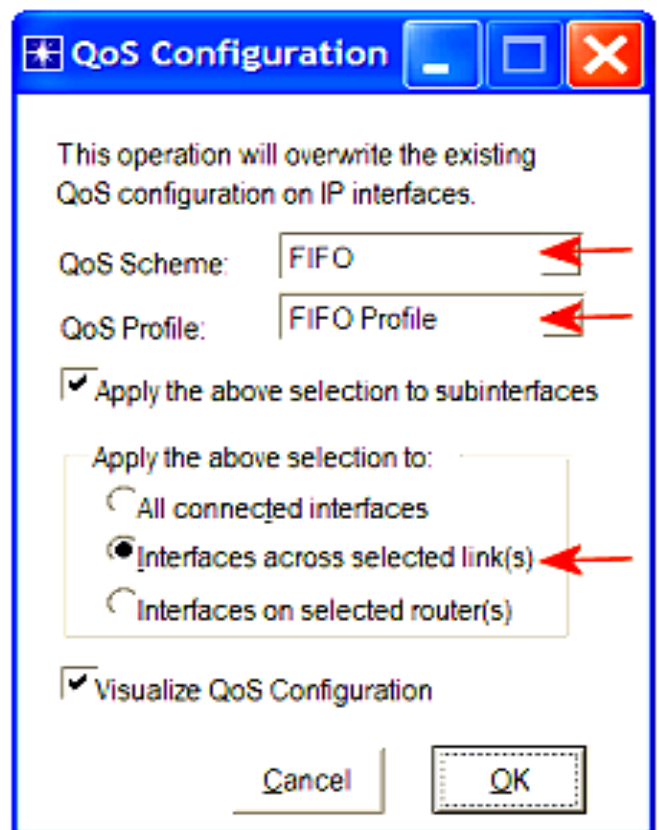 QoS Configuration
This operation will overwrite the existing
QoS configuration on IP interfaces.
QoS Scheme: FIFO
QoS Profile: FIFO Profile
Apply the above selection to subinterfaces
Apply the above selection to:
All connected interfaces
Interfaces across selected link(s)
Interfaces on selected router(s)
Visualize QoS Configuration
Cancel OK